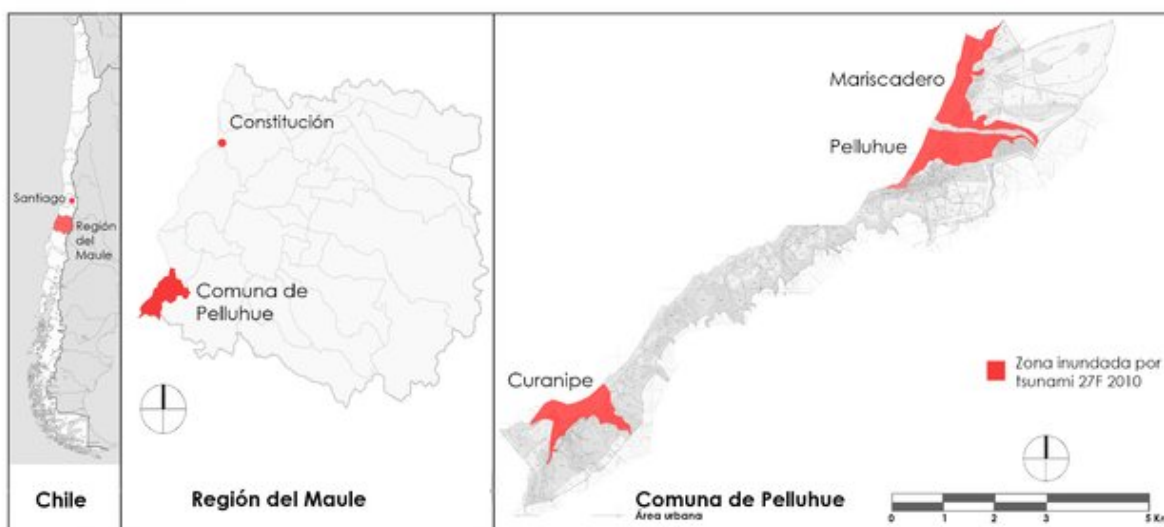 Santiago
Región
del
Maule
Chile
Constitución
Comuna de
Pelluhue
Región del Maule
Mariscadero
Pelluhue
Curanipe
Zona inundada por
tsunami 27F 2010
Comuna de Pelluhue
Área urbana
0 1 2 3 5 K